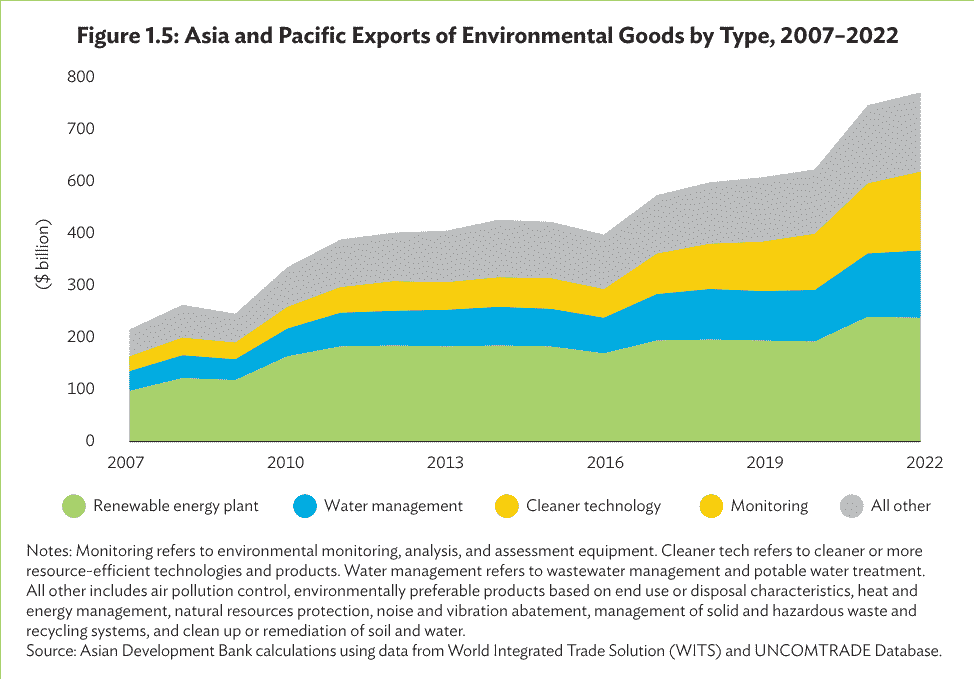 Figure 1.5: Asia and Pacific Exports of Environmental Goods by Type, 2007–2022
($ billion)
800
700
600
400
300
200
100
0
2007 2010 2013 2016 2019 2022
Renewable energy plant Water management Cleaner technology Monitoring All other
Notes: Monitoring refers to environmental monitoring, analysis, and assessment equipment. Cleaner tech refers to cleaner or more
resource-efficient technologies and products. Water management refers to wastewater management and potable water treatment.
All other includes air pollution control, environmentally preferable products based on end use or disposal characteristics, heat and
energy management, natural resources protection, noise and vibration abatement, management of solid and hazardous waste and
recycling systems, and clean up or remediation of soil and water.
Source: Asian Development Bank calculations using data from World Integrated Trade Solution (WITS) and UNCOMTRADE Database.